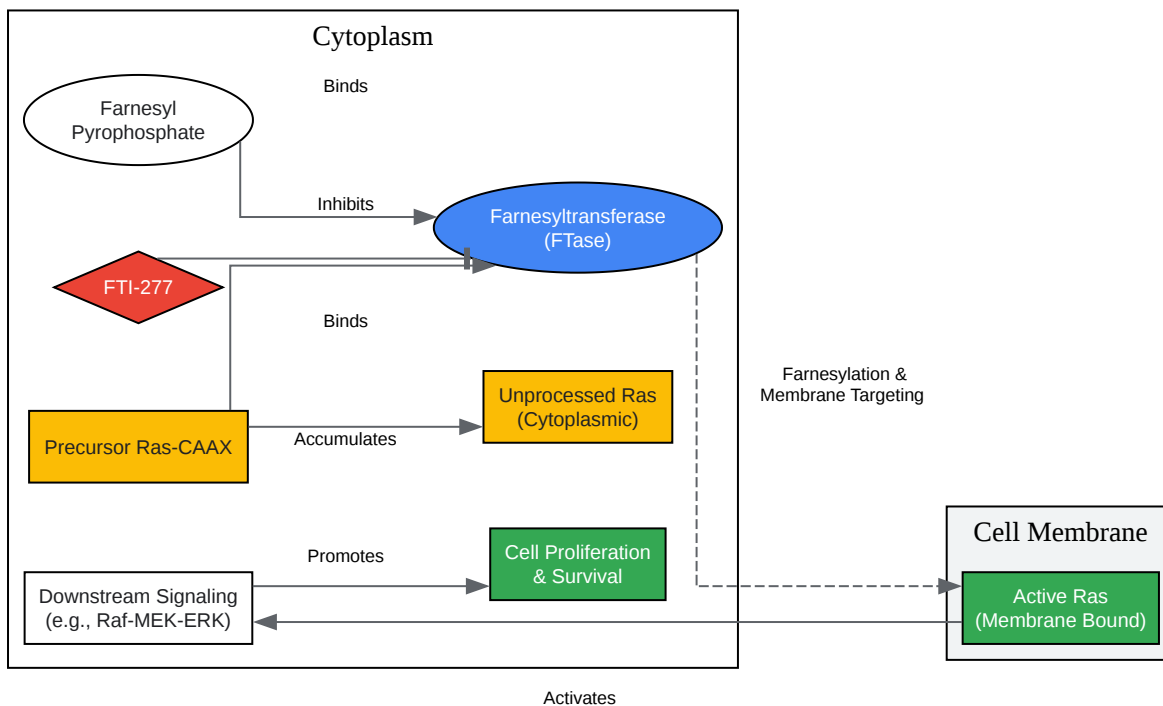 Cytoplasm
Binds
Farnesyl
Pyrophosphate
Inhibits
Farnesyltransferase
(FTase)
FTI-277
Binds
Farnesylation &
Membrane Targeting
Unprocessed Ras
(Cytoplasmic)
Precursor Ras-CAAX
Accumulates
Cell Membrane
Promotes
Cell Proliferation
& Survival
Downstream Signaling
(e.g., Raf-MEK-ERK)
Active Ras
(Membrane Bound)
Activates